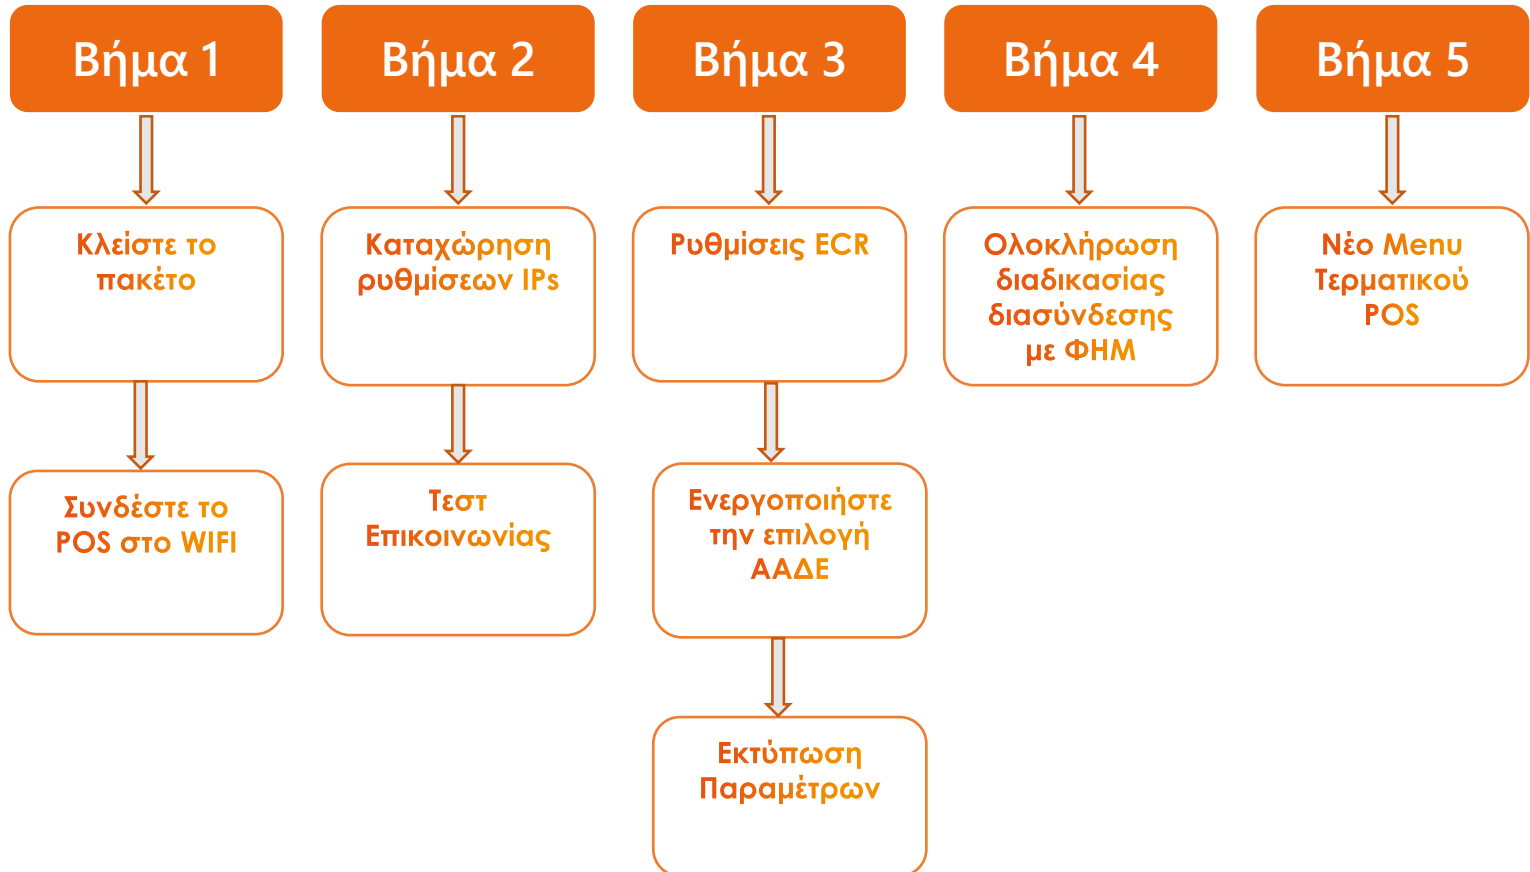 Βήμα 1
Βήμα 2
Βήμα 3
Βήμα 4
Βήμα 5
Κλείστε το
πακέτο
Καταχώρηση
ρυθμίσεων IPs
Ρυθμίσεις ECR
Ολοκλήρωση
διαδικασίας
διασύνδεσης
με ΦΗΜ
Νέο Menu
Τερματικού
POS
Συνδέστε το
POS στο WIFI
Τεστ
Επικοινωνίας
Ενεργοποιήστε
την επιλογή
ΑΑΔΕ
Εκτύπωση
Παραμέτρων